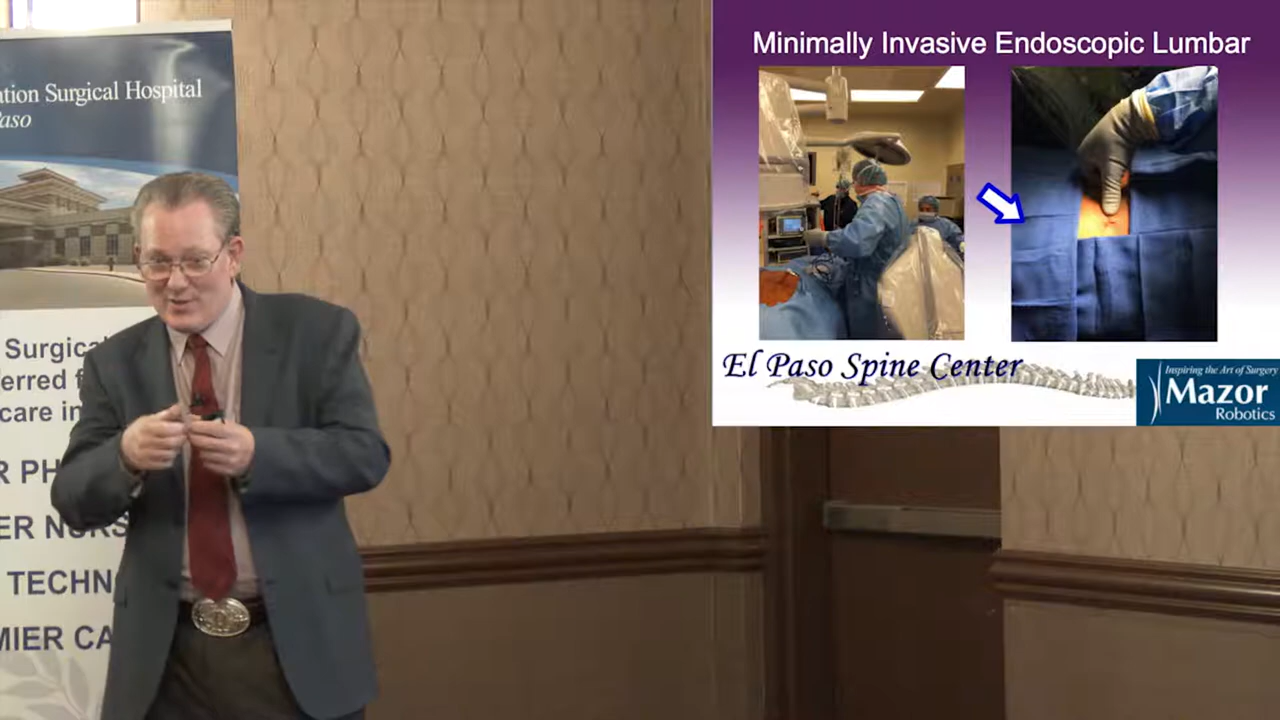 ation Surgical Hospital
Paso
Surgica
erred f
care in
R PH
ER NURS
TECHN
MIER CA
Minimally Invasive Endoscopic Lumbar
El Paso Spine Center
Inspiring the Art of Surgery
Mazor
Robotics